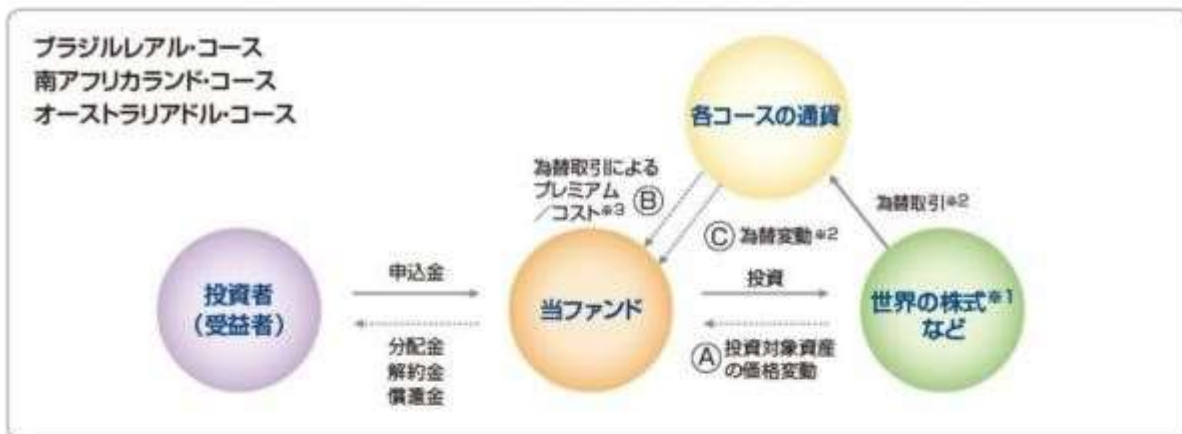 ブラジルレアル・コース
南アフリカランド・コース
オーストラリアドル・コース
各コースの通貨
為替取引による
プレミアム
／コスト※3
Ⓑ
為替取引※2
Ⓒ 為替変動※2
投資者
（受益者）
申込金
分配金
解約金
償還金
当ファンド
投資
Ⓐ 投資対象資産
の価格変動
世界の株式※1
など